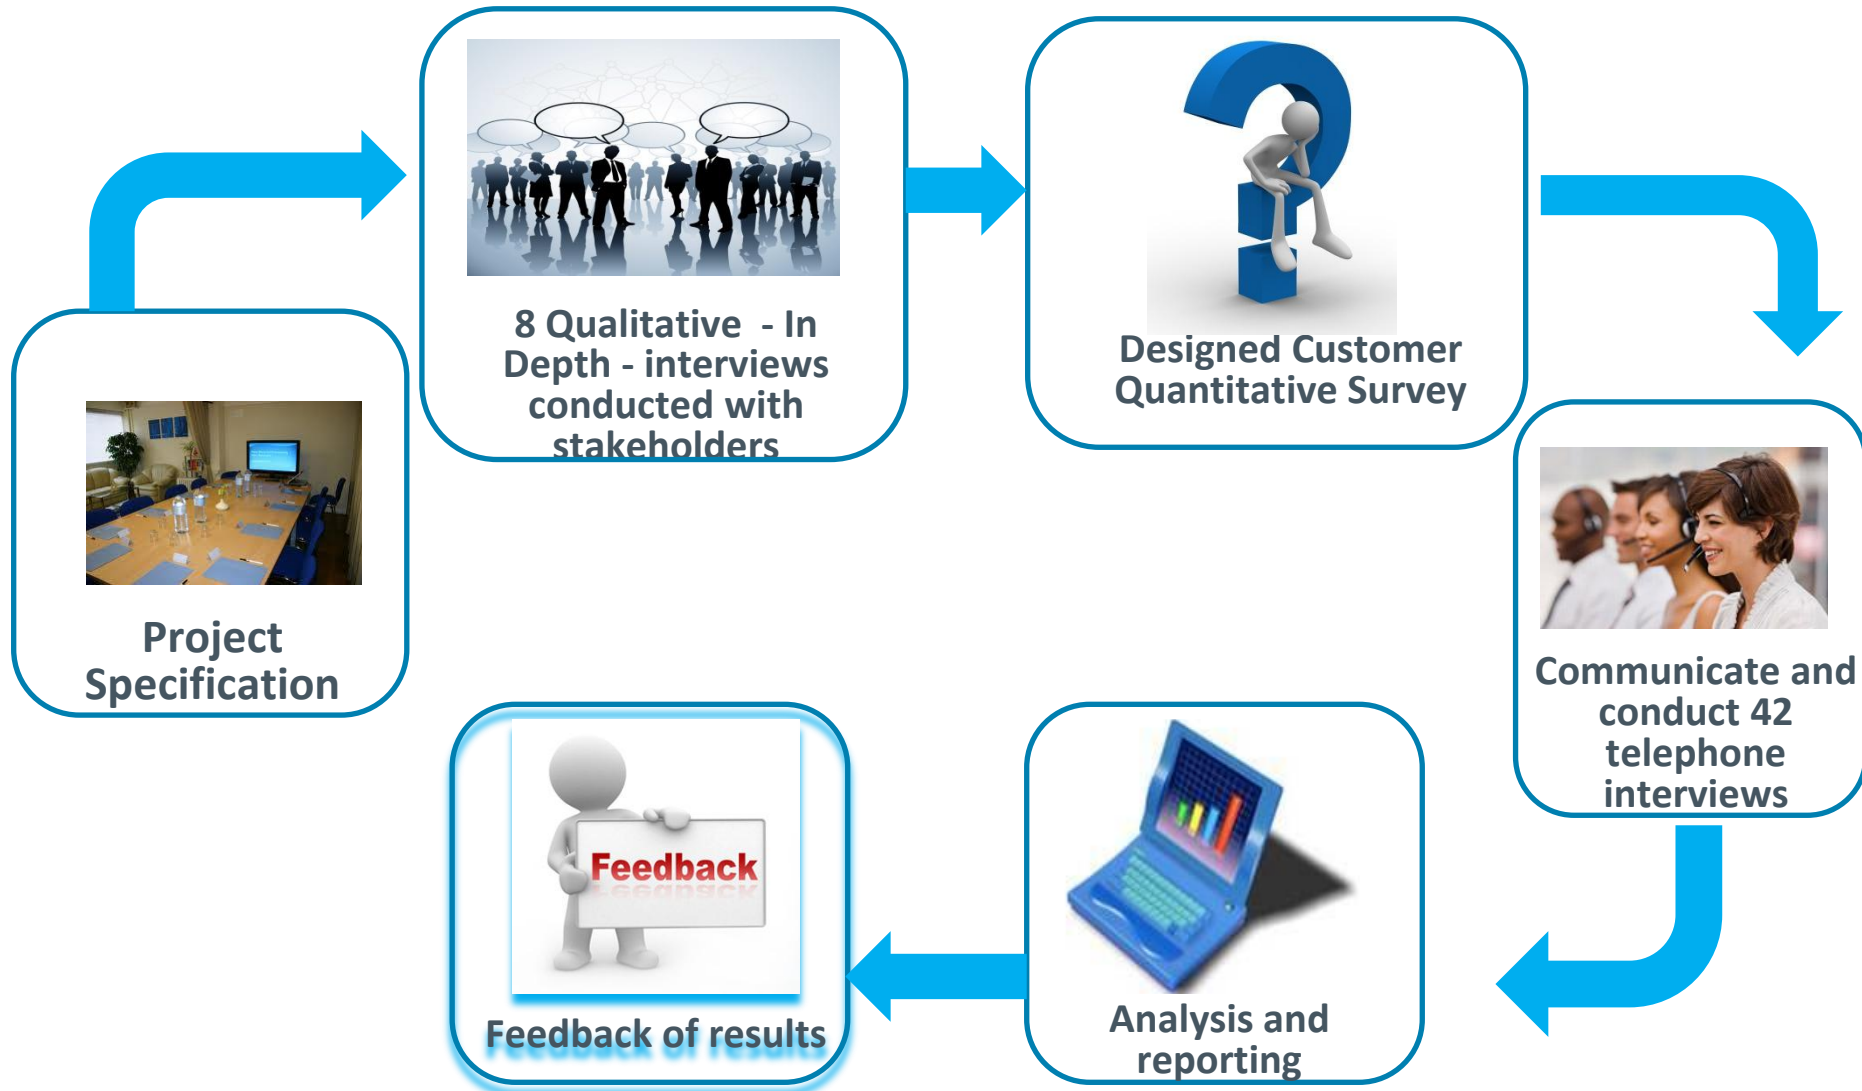 Project
Specification
8 Qualitative  - In
Depth - interviews
conducted with
stakeholders
Designed Customer
Quantitative Survey
Communicate and
conduct 42
telephone
interviews
Analysis and
reporting
Feedback
Feedback of results